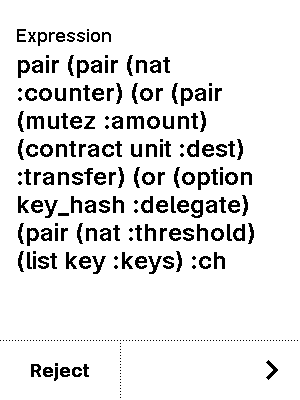 Expression
pair (pair (nat
:counter) (or (pair
(mutez :amount)
(contract unit :dest)
:transfer) (or (option
key_hash :delegate)
(pair (nat :threshold)
(list key :keys) :ch
Reject